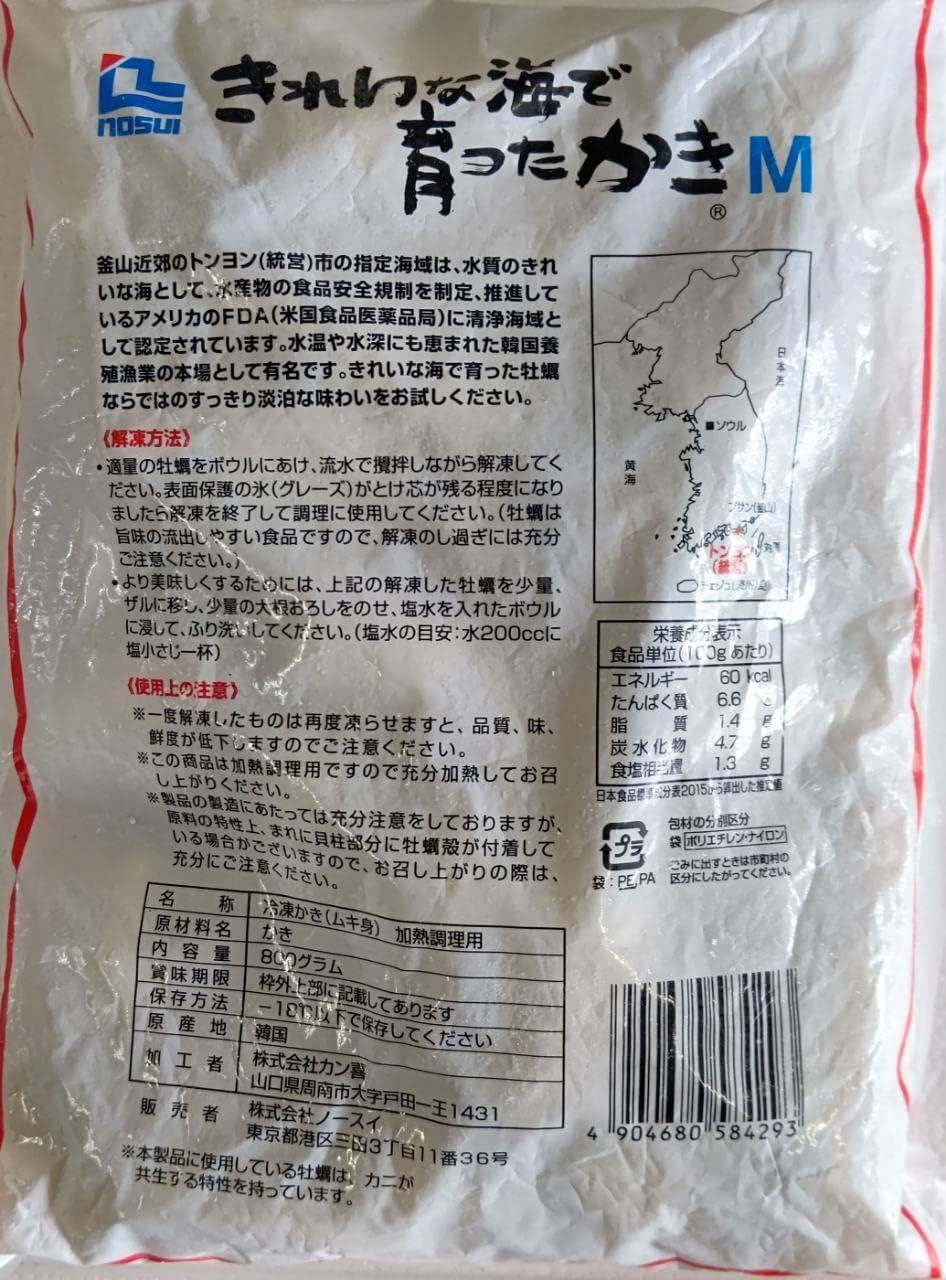 nosui
きれいな海で
育ったかき M
®
釜山近郊のトンヨン(統営)市の指定海域は、水質のきれ
いな海として、水産物の食品安全規制を制定、推進して
いるアメリカのFDA(米国食品医薬品局)に清浄海域と
して認定されています。水温や水深にも恵まれた韓国養
殖漁業の本場として有名です。きれいな海で育った牡蠣
ならではのすっきり淡泊な味わいをお試しください。
《解凍方法》
・適量の牡蠣をボウルにあけ、流水で攪拌しながら解凍してく
ださい。表面保護の氷(グレーズ)がとけ芯が残る程度になり
ましたら解凍を終了して調理に使用してください。(牡蠣は
旨味の流出しやすい食品ですので、解凍のし過ぎには充分
ご注意ください。)
・より美味しくするためには、上記の解凍した牡蠣を少量、
ザルに移し、少量の大根おろしをのせ、塩水を入れたボウル
に浸して、ふり洗いしてください。(塩水の目安:水200ccに
塩小さじ一杯)
《使用上の注意》
※一度解凍したものは再度凍らせますと、品質、味、
鮮度が低下しますのでご注意ください。
※この商品は加熱調理用ですので充分加熱してお召
し上がりください。
※製品の製造にあたっては充分注意をしておりますが、
原料の特性上、まれに貝柱部分に牡蠣殻が付着して
いる場合がございますので、お召し上がりの際は、
充分にご注意ください。
名称 冷凍かき(ムキ身) 加熱調理用
原材料名 かき
内容量 800グラム
賞味期限 枠外上部に記載してあります
保存方法 −18℃以下で保存してください
原産地 韓国
加工者 株式会社カン喜
山口県周南市大字戸田一王1431
販売者 株式会社ノースイ
東京都港区三田3丁目11番36号
※本製品に使用している牡蠣は、カニが
共生する特性を持っています。
日本海
■ソウル
黄海
プサン(釜山)
トンヨン
(統営)
栄養成分表示
食品単位(100gあたり)
エネルギー 60 kcal
たんぱく質 6.6 g
脂質 1.4 g
炭水化物 4.7 g
食塩相当量 1.3 g
日本食品標準成分表2015から算出した推定値
プラ
袋:PE,PA
包材の分別区分
袋 ポリエチレン・ナイロン
ごみに出すときは市町村の
区分にしたがってください。
4 904680 584293